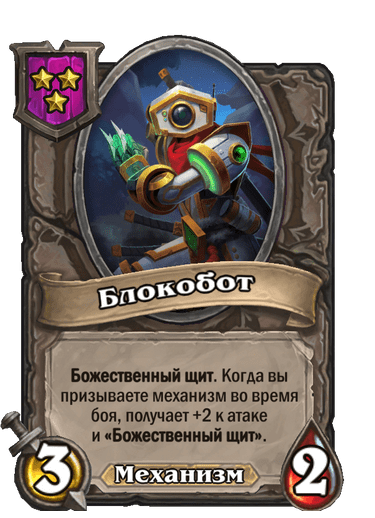 Блокобот
Божественный щит. Когда вы
призываете механизм во время
боя, получает +2 к атаке
и «Божественный щит».
3
Механизм
2